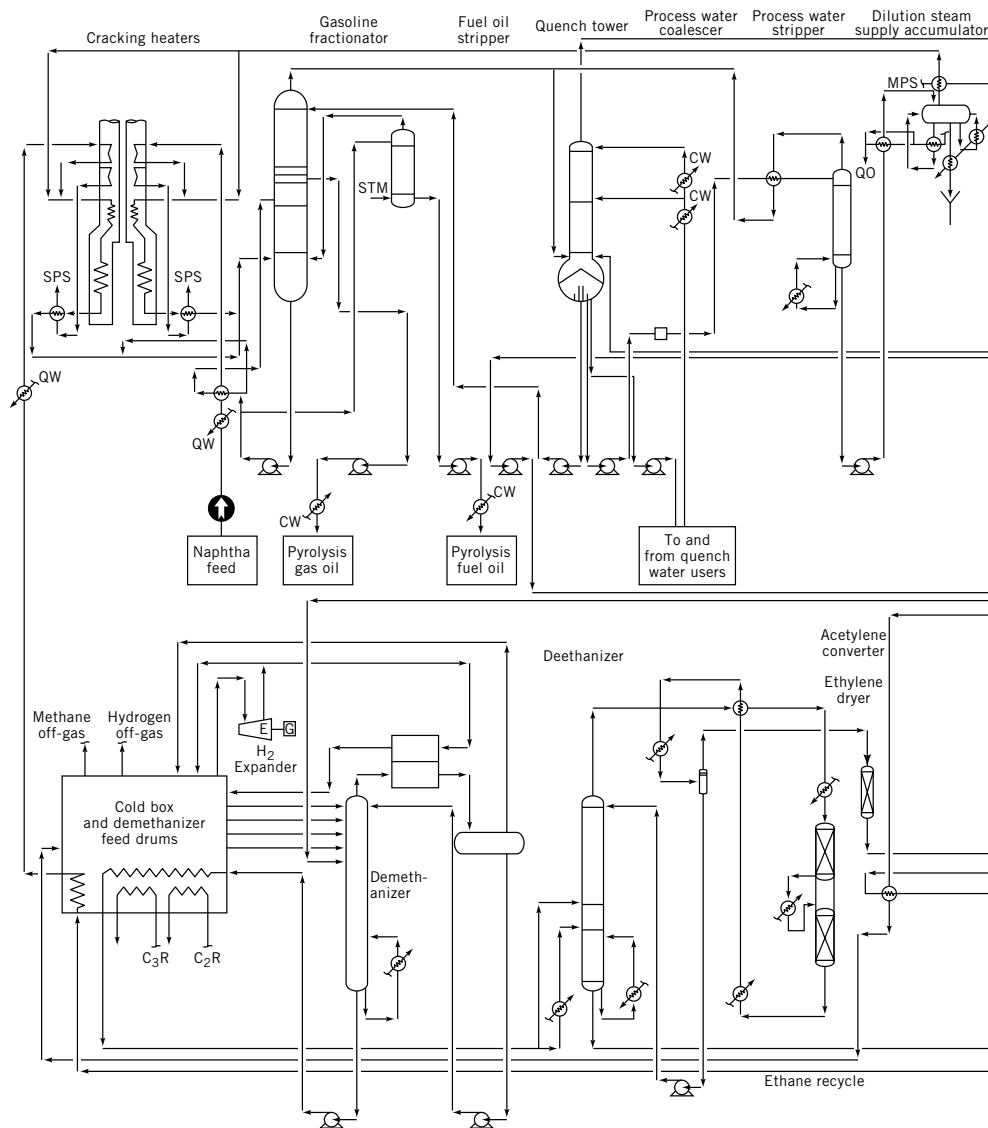 Cracking heaters
Gasoline
fractionator
Fuel oil
stripper
Quench tower
Process water
coalescer
Process water
stripper
Dilution steam
supply accumulator
MPS
CW
CW
QO
STM
SPS
SPS
QW
QW
CW
CW
Naphtha
feed
Pyrolysis
gas oil
Pyrolysis
fuel oil
To and
from quench
water users
Acetylene
converter
Deethanizer
Ethylene
dryer
Methane
off-gas
Hydrogen
off-gas
E
G
H2
Expander
Cold box
and demethanizer
feed drums
Demeth-
anizer
C3R
C2R
Ethane recycle